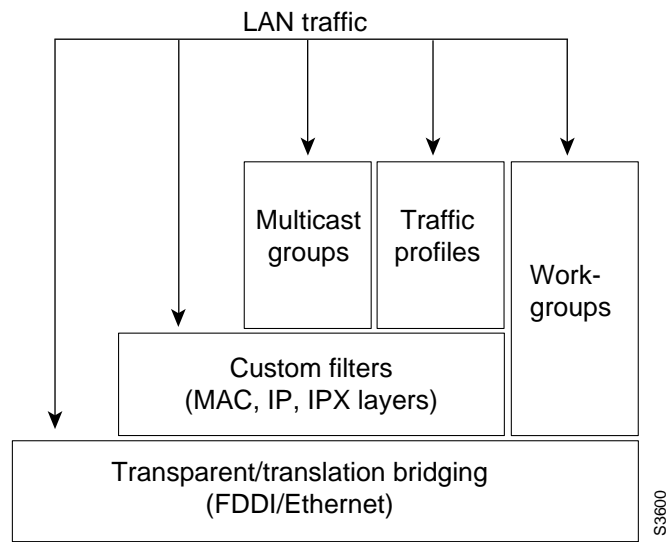 LAN traffic
Multicast
groups
Traffic
profiles
Work-
groups
Custom filters
(MAC, IP, IPX layers)
Transparent/translation bridging
(FDDI/Ethernet)
S3600